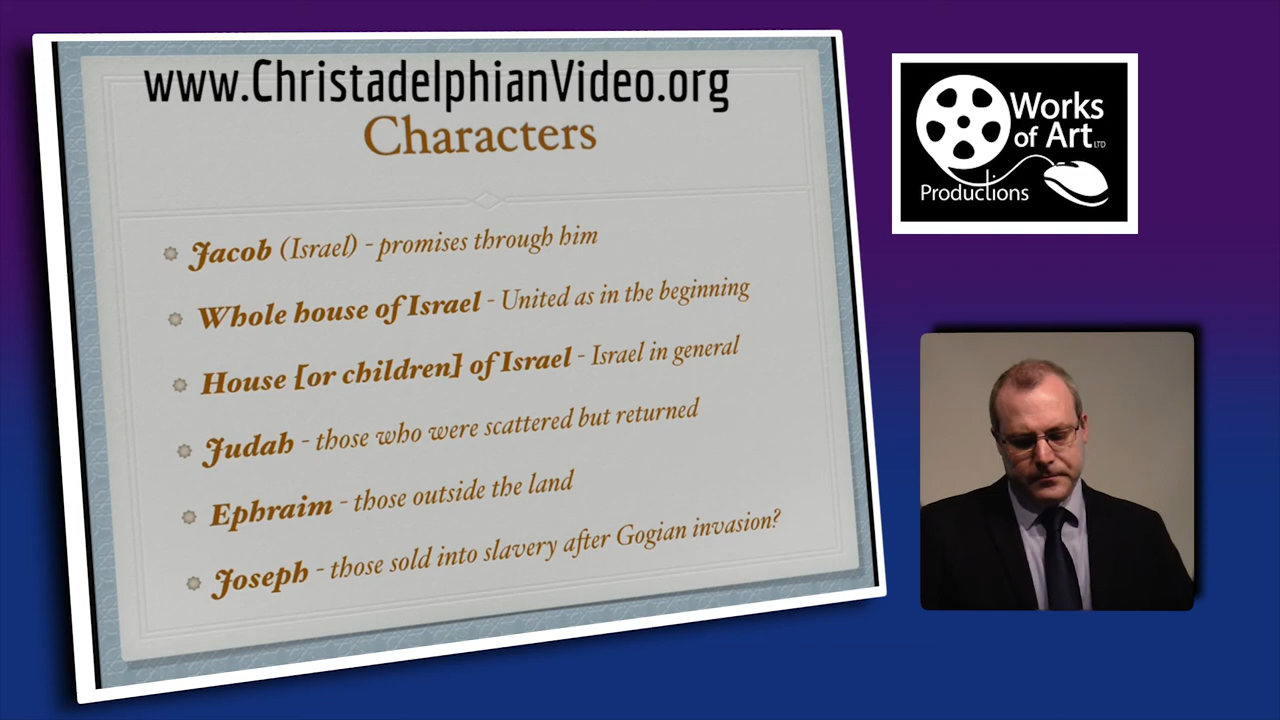 www.ChristadelphianVideo.org
Characters
Jacob (Israel) - promises through him
Whole house of Israel - United as in the beginning
House [or children] of Israel - Israel in general
Judah - those who were scattered but returned
Ephraim - those outside the land
Joseph - those sold into slavery after Gogian invasion?
Works
of Art LTD
Productions